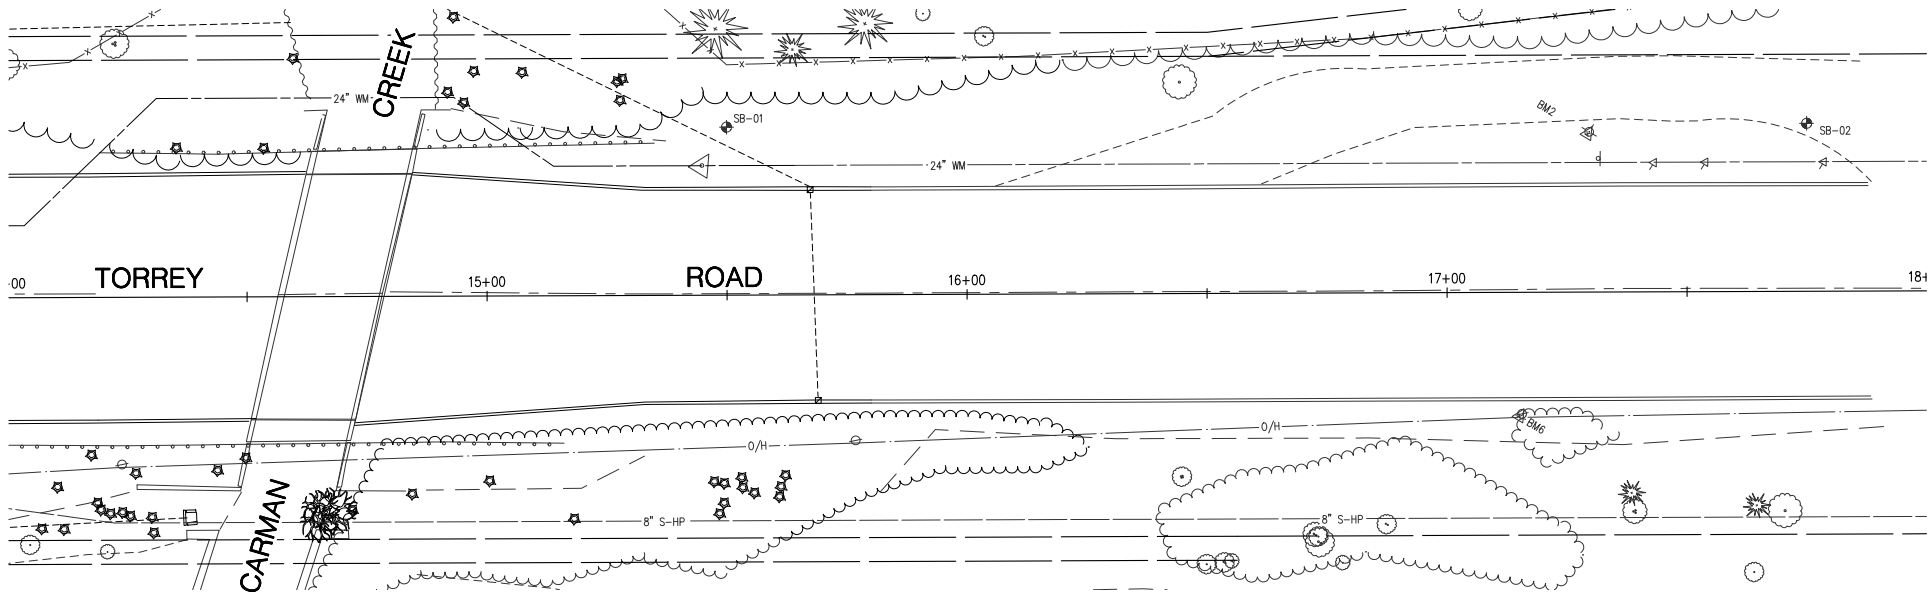 CREEK
24" WM
SB-01
BM2
SB-02
24" WM
-00
TORREY
15+00
ROAD
16+00
17+00
18+
O/H
O/H
BM6
CARMAN
8" S-HP
8" S-HP